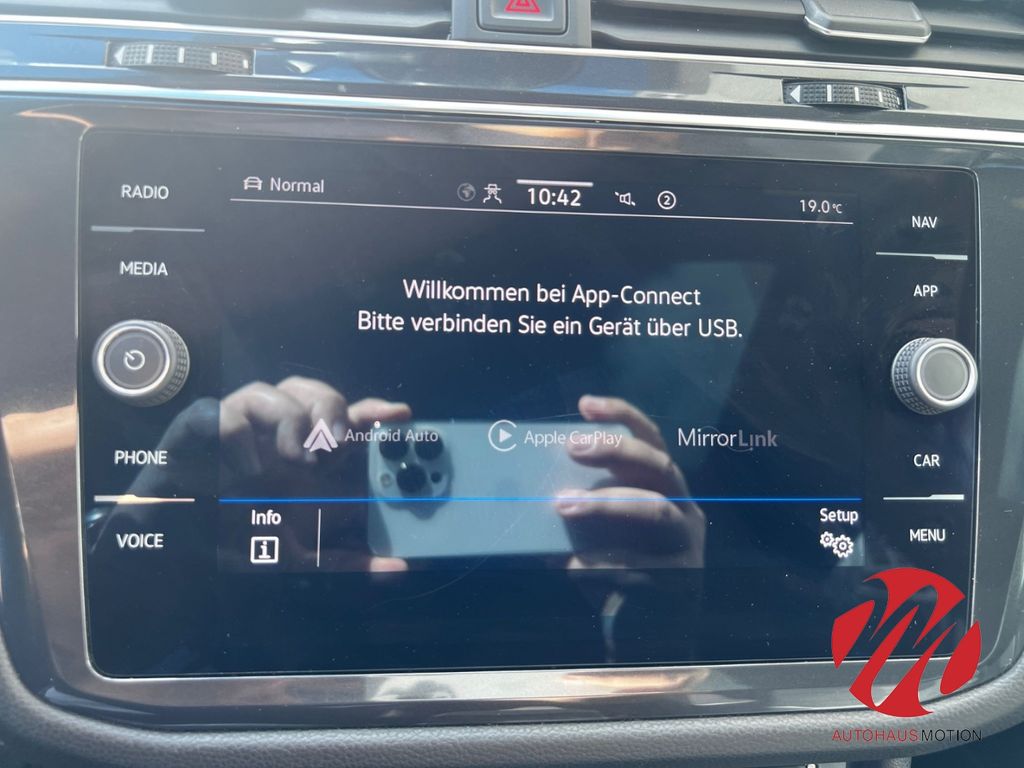 RADIO
MEDIA
PHONE
VOICE
Normal
10:42
2
19.0°C
Willkommen bei App-Connect
Bitte verbinden Sie ein Gerät über USB.
Android Auto
Apple CarPlay
MirrorLink
Info
i
Setup
NAV
APP
CAR
MENU
AUTOHAUS MOTION